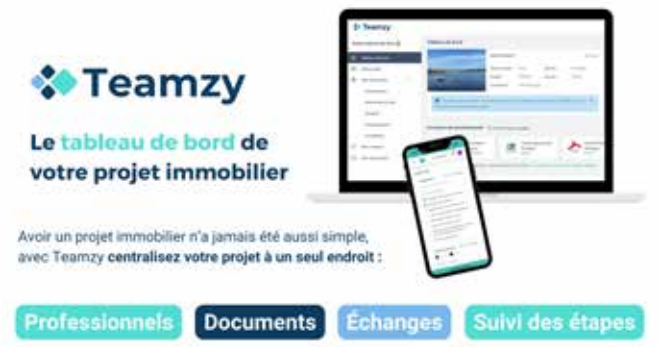 Teamzy
Le tableau de bord de
votre projet immobilier
Avoir un projet immobilier n'a jamais été aussi simple,
avec Teamzy centralisez votre projet à un seul endroit :
Professionnels Documents Échanges Suivi des étapes
Teamzy